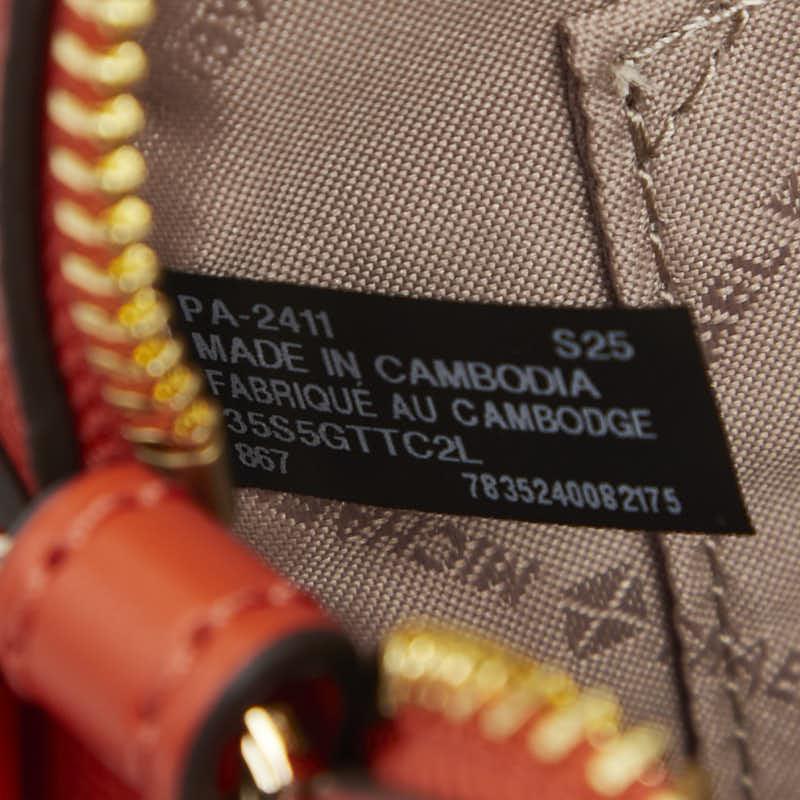 PA-2411
S25
MADE IN CAMBODIA
FABRIQUÉ AU CAMBODGE
35S5GTTC2L
867
7835240082175